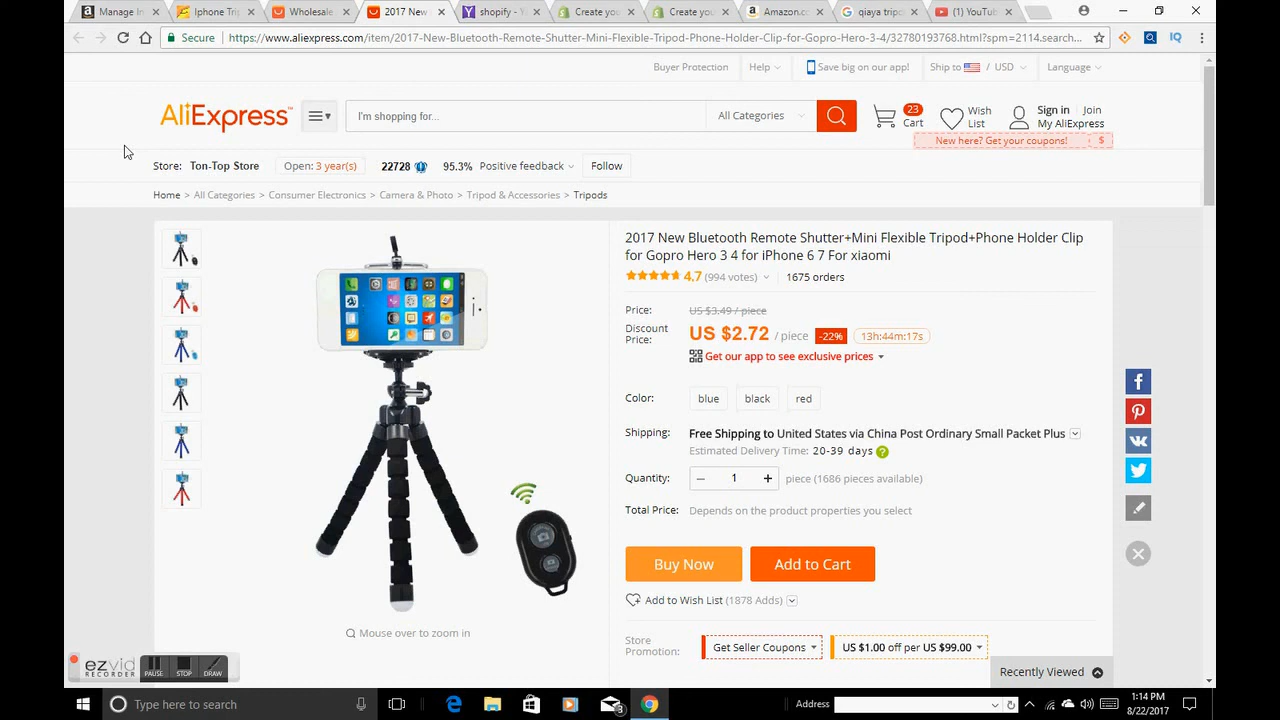 Manage In
Iphone Tri
Wholesale
2017 New
shopify - Y
Create you
Create you
Amazon
qiaya tripo
(1) YouTu
Secure
https://www.aliexpress.com/item/2017-New-Bluetooth-Remote-Shutter-Mini-Flexible-Tripod-Phone-Holder-Clip-for-Gopro-Hero-3-4/32780193768.html?spm=2114.search...
Buyer Protection
Help
Save big on our app!
Ship to / USD
Language
AliExpress
I'm shopping for...
All Categories
23
Cart
Wish
List
Sign in
Join
My AliExpress
New here? Get your coupons!
$
Store: Ton-Top Store
Open: 3 year(s)
22728
95.3% Positive feedback
Follow
Home > All Categories > Consumer Electronics > Camera & Photo > Tripod & Accessories > Tripods
2017 New Bluetooth Remote Shutter+Mini Flexible Tripod+Phone Holder Clip
for Gopro Hero 3 4 for iPhone 6 7 For xiaomi
4.7 (994 votes)
1675 orders
Price:
US $3.49 / piece
Discount
Price:
US $2.72 / piece
-22%
13h:44m:17s
Get our app to see exclusive prices
Color:
blue
black
red
Shipping:
Free Shipping to United States via China Post Ordinary Small Packet Plus
Estimated Delivery Time: 20-39 days
Quantity:
1
piece (1686 pieces available)
Total Price:
Depends on the product properties you select
Buy Now
Add to Cart
Add to Wish List (1878 Adds)
Mouse over to zoom in
Store
Promotion:
Get Seller Coupons
US $1.00 off per US $99.00
Recently Viewed
ezvid
RECORDER
PAUSE
STOP
DRAW
Type here to search
Address
1:14 PM
8/22/2017